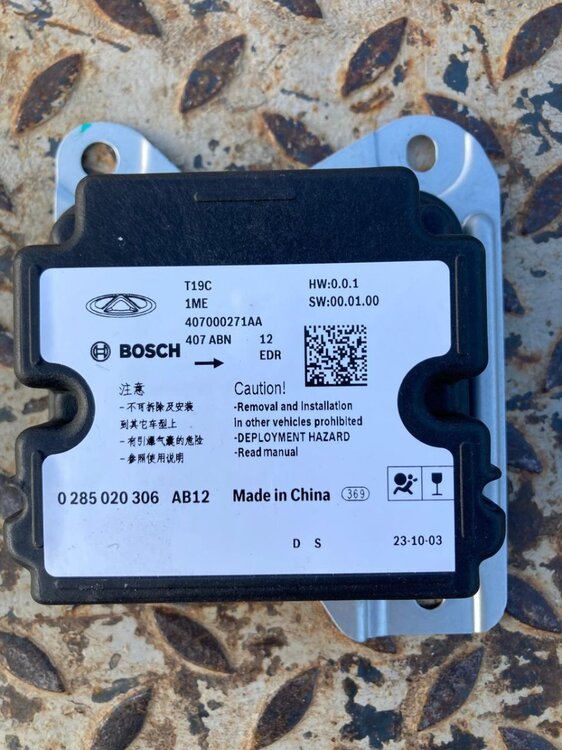 T19C
HW:0.0.1
1ME
SW:00.01.00
407000271AA
407 ABN 12
EDR
BOSCH
注意
-不可拆除及安装
到其它车型上
-有引爆气囊的危险
-参照使用说明
Caution!
-Removal and Installation
in other vehicles prohibited
-DEPLOYMENT HAZARD
-Read manual
0 285 020 306 AB12 Made in China 369
D S 23-10-03